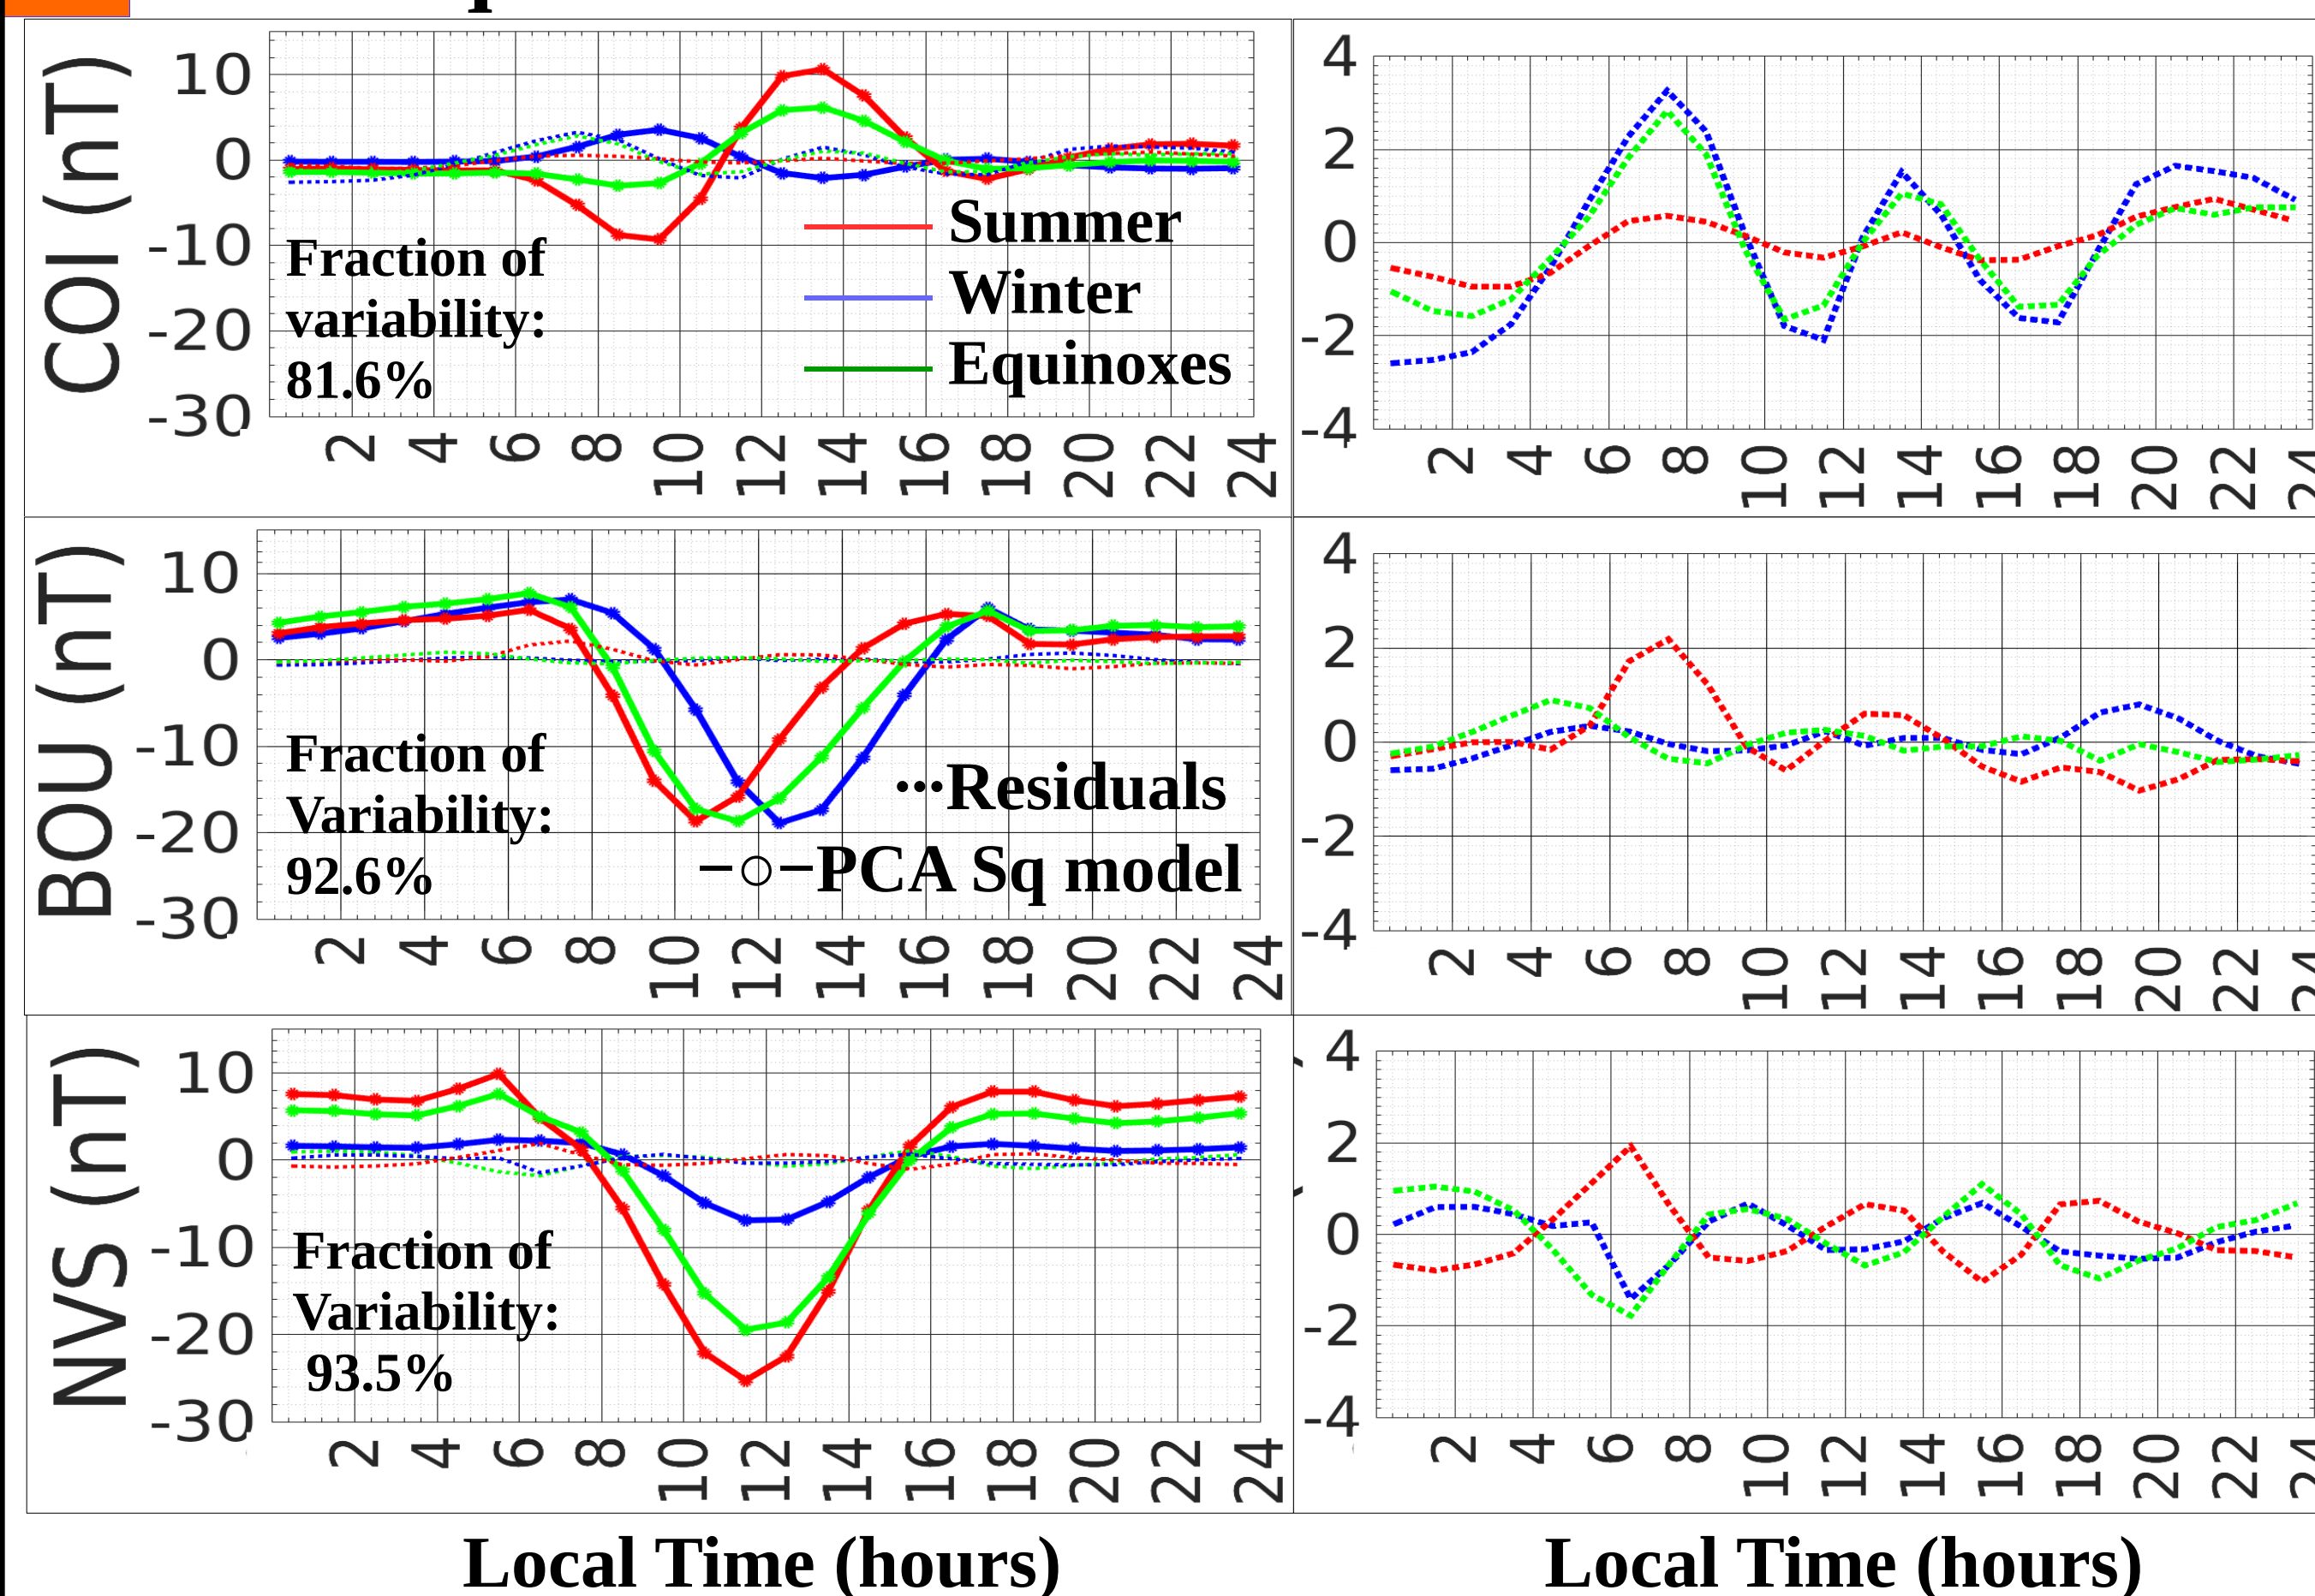 COI (nT)
10
0
-10
-20
-30
Fraction of
variability:
81.6%
Summer
Winter
Equinoxes
2 4 6 8 10 12 14 16 18 20 22 24
4
2
0
-2
-4
2 4 6 8 10 12 14 16 18 20 22
BOU (nT)
10
0
-10
-20
-30
Fraction of
Variability:
92.6%
···Residuals
–○–PCA Sq model
2 4 6 8 10 12 14 16 18 20 22 24
4
2
0
-2
-4
2 4 6 8 10 12 14 16 18 20 22
NVS (nT)
10
0
-10
-20
-30
Fraction of
Variability:
93.5%
2 4 6 8 10 12 14 16 18 20 22 24
4
2
0
-2
-4
2 4 6 8 10 12 14 16 18 20 22
Local Time (hours)
Local Time (hours)